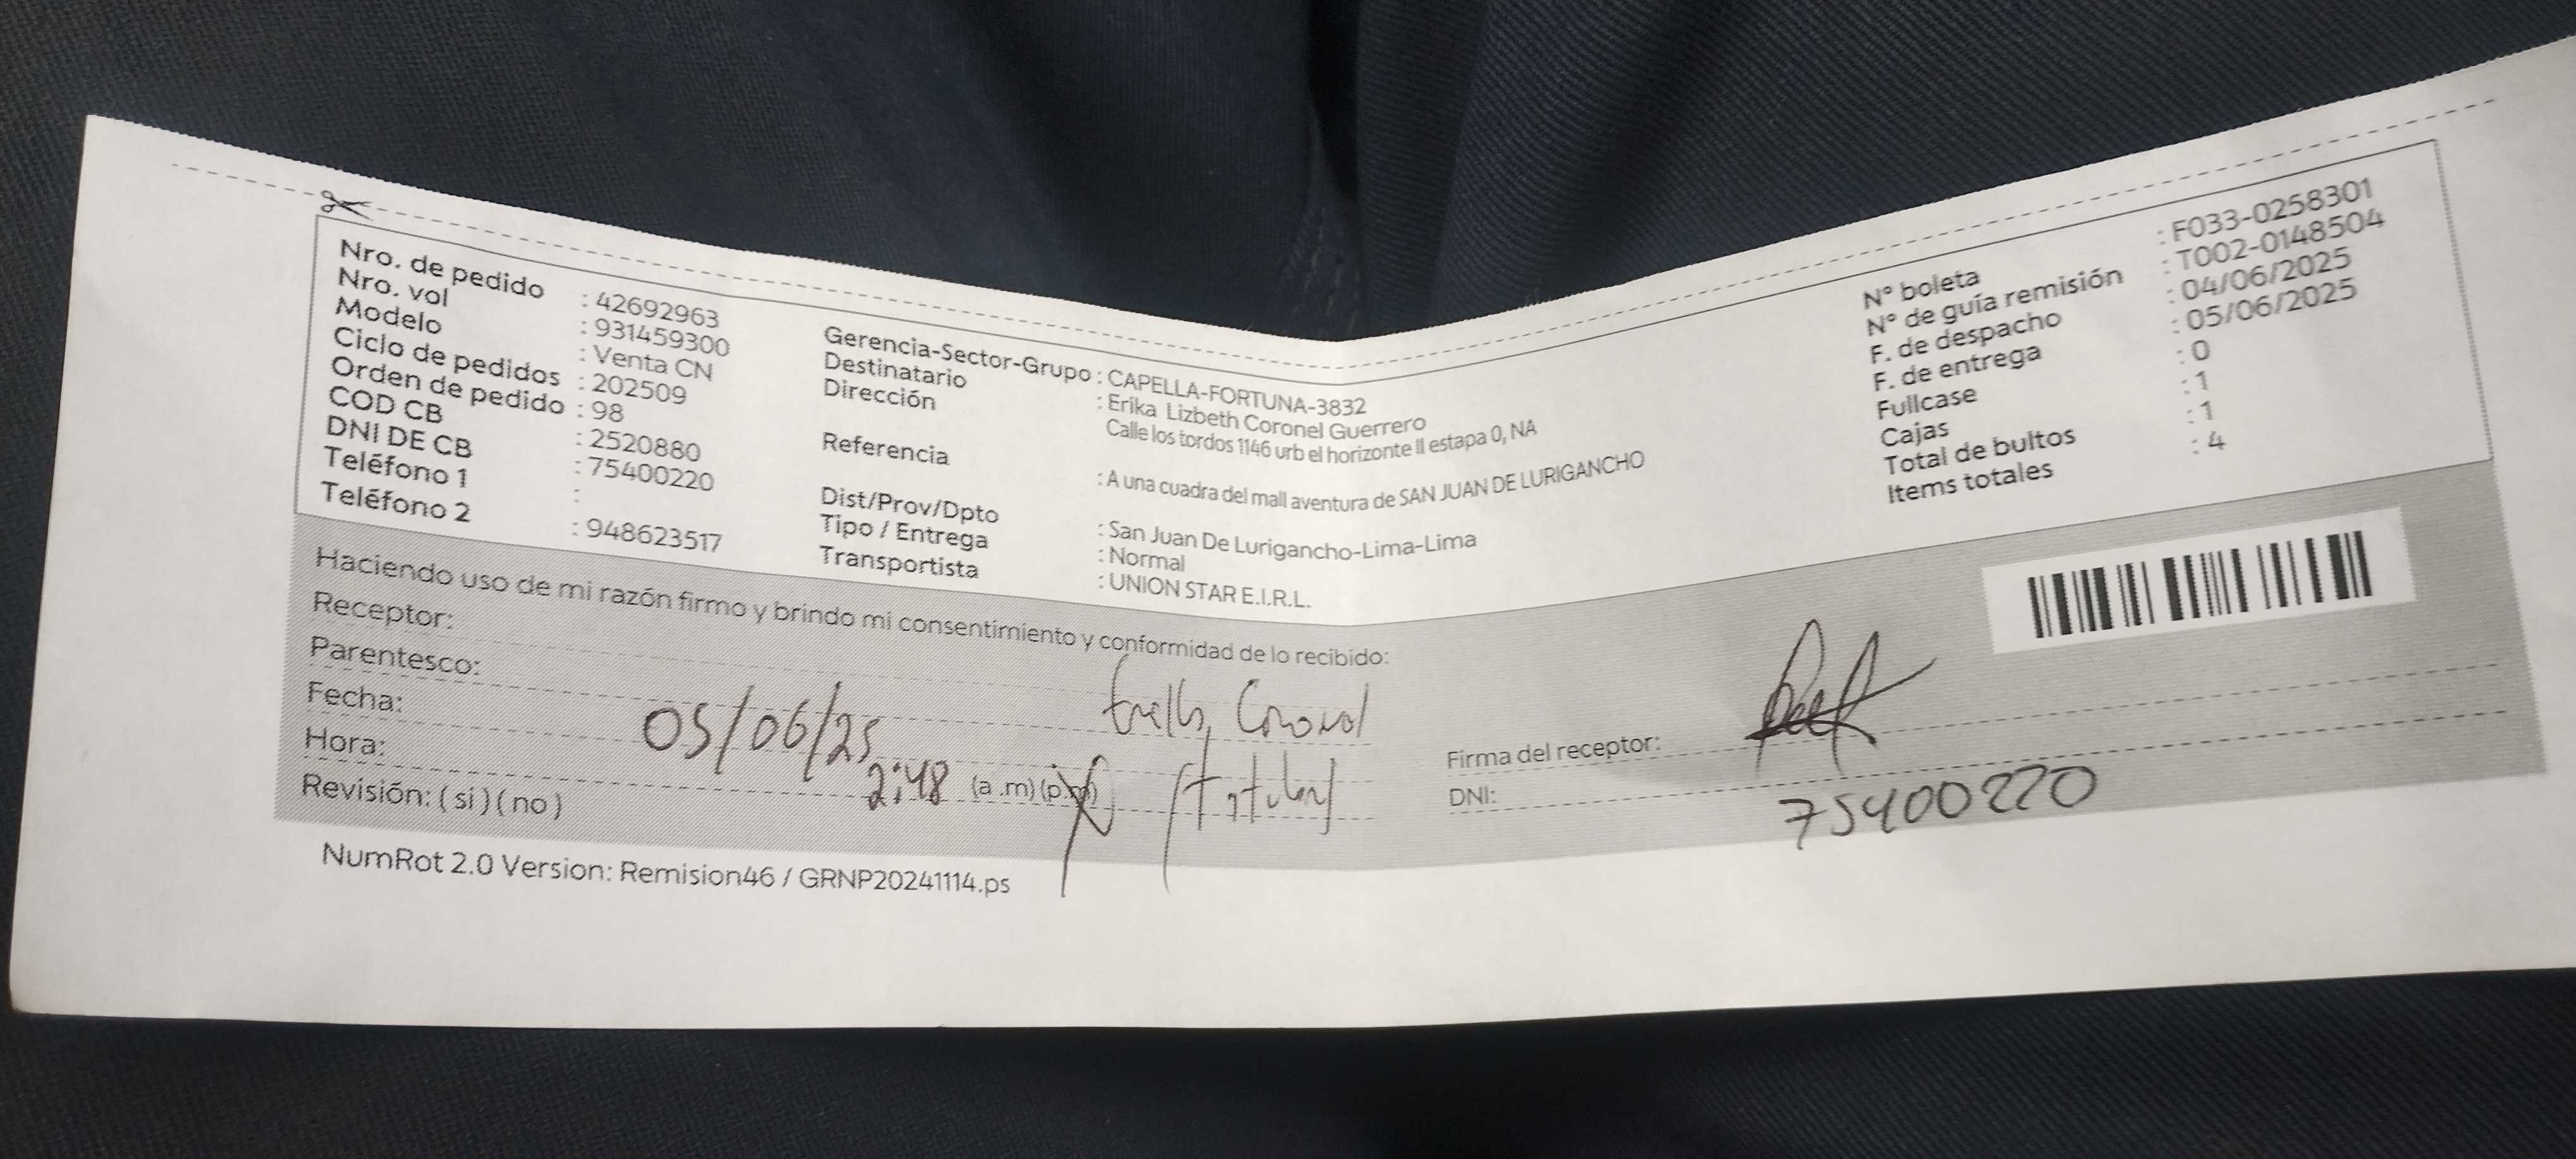 Nro. de pedido : 42692963
Nro. vol : 931459300
Modelo : Venta CN
Ciclo de pedidos : 202509
Orden de pedido : 98
COD CB : 2520880
DNI DE CB : 75400220
Teléfono 1 :
Teléfono 2 : 948623517
Gerencia-Sector-Grupo : CAPELLA-FORTUNA-3832
Destinatario : Erika Lizbeth Coronel Guerrero
Dirección Calle los tordos 1146 urb el horizonte II estapa 0, NA
Referencia : A una cuadra del mall aventura de SAN JUAN DE LURIGANCHO
Dist/Prov/Dpto : San Juan De Lurigancho-Lima-Lima
Tipo / Entrega : Normal
Transportista : UNION STAR E.I.R.L.
N° boleta : F033-0258301
N° de guía remisión : T002-0148504
F. de despacho : 04/06/2025
F. de entrega : 05/06/2025
Fullcase : 0
Cajas : 1
Total de bultos : 1
Items totales : 4
Haciendo uso de mi razón firmo y brindo mi consentimiento y conformidad de lo recibido:
Receptor:
Parentesco: Coronel
Fecha: 05/06/25
Hora: 2:48 (a .m) (p.m) (Titular)
Revisión: ( si ) ( no )
Firma del receptor:
DNI: 75400220
NumRot 2.0 Version: Remision46 / GRNP20241114.ps